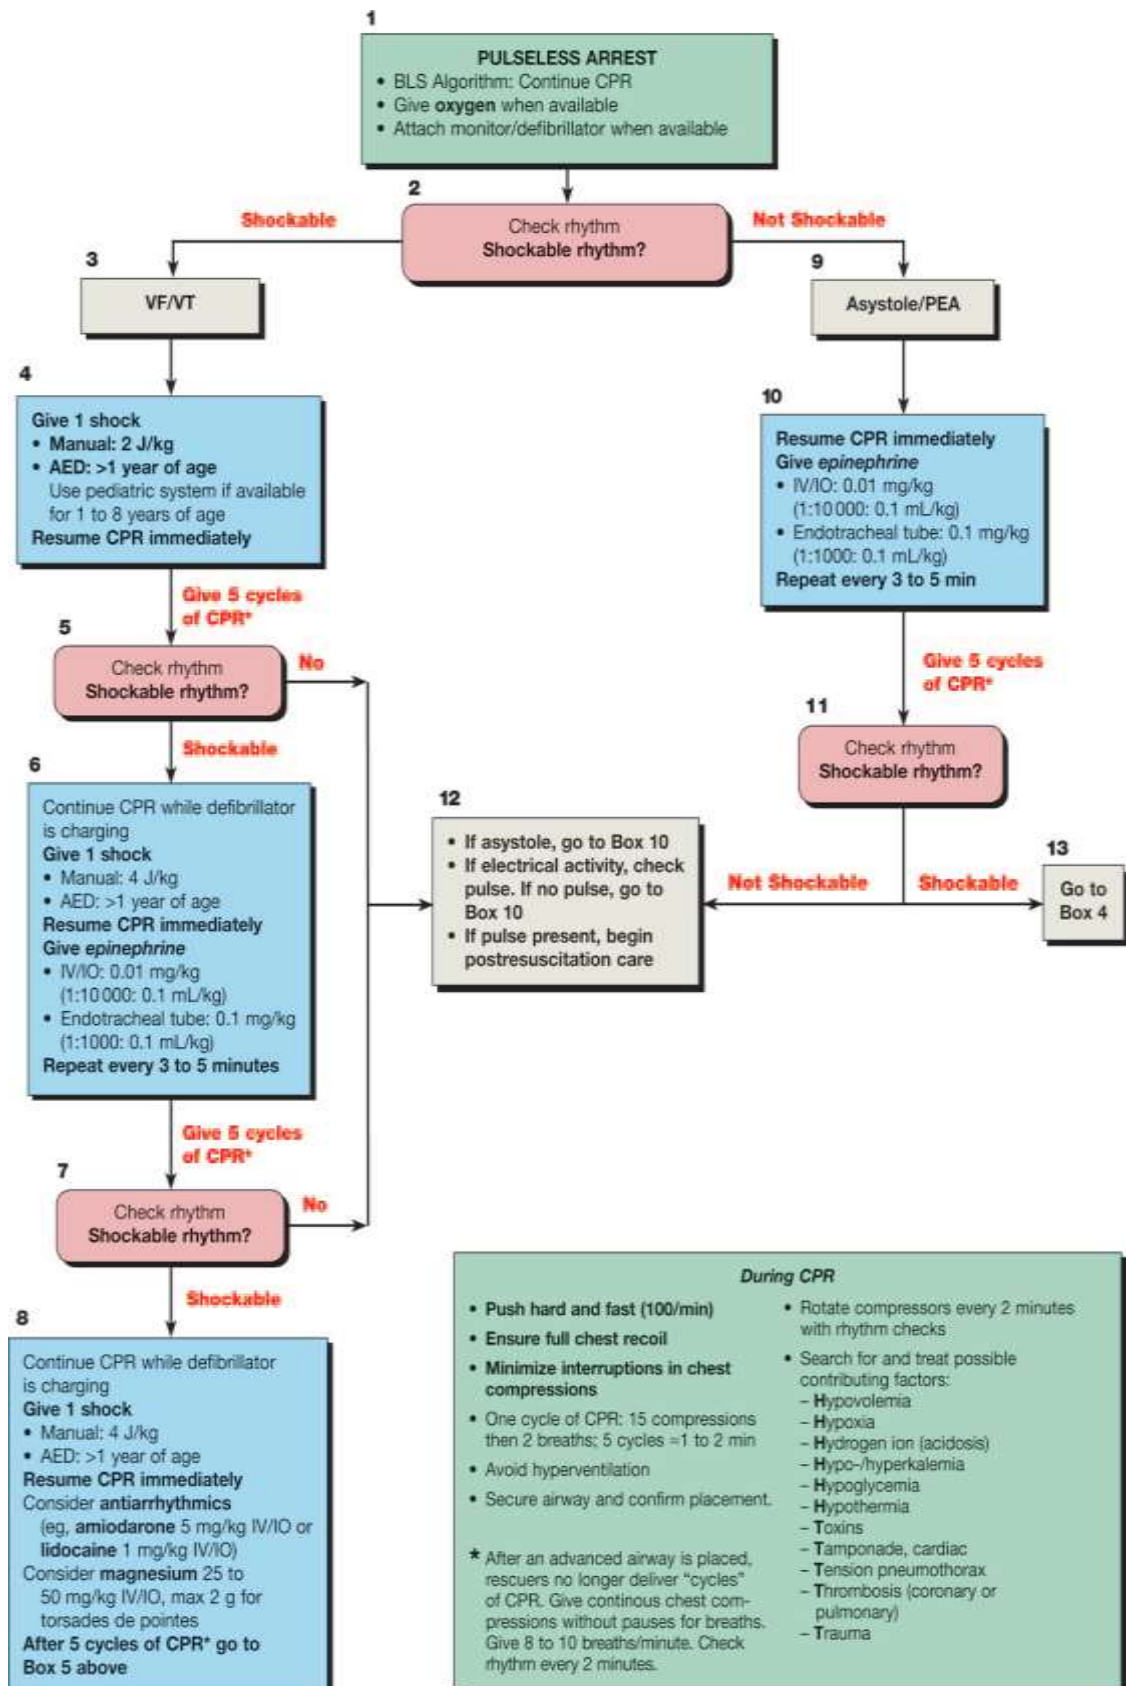 1
PULSELESS ARREST
• BLS Algorithm: Continue CPR
• Give oxygen when available
• Attach monitor/defibrillator when available
2
Check rhythm
Shockable rhythm?
Shockable
Not Shockable
3
VF/VT
4
Give 1 shock
• Manual: 2 J/kg
• AED: >1 year of age
Use pediatric system if available
for 1 to 8 years of age
Resume CPR immediately
Give 5 cycles
of CPR*
5
Check rhythm
Shockable rhythm?
No
Shockable
6
Continue CPR while defibrillator
is charging
Give 1 shock
• Manual: 4 J/kg
• AED: >1 year of age
Resume CPR immediately
Give epinephrine
• IV/IO: 0.01 mg/kg
(1:10 000: 0.1 mL/kg)
• Endotracheal tube: 0.1 mg/kg
(1:1000: 0.1 mL/kg)
Repeat every 3 to 5 minutes
Give 5 cycles
of CPR*
7
Check rhythm
Shockable rhythm?
No
Shockable
8
Continue CPR while defibrillator
is charging
Give 1 shock
• Manual: 4 J/kg
• AED: >1 year of age
Resume CPR immediately
Consider antiarrhythmics
(eg, amiodarone 5 mg/kg IV/IO or
lidocaine 1 mg/kg IV/IO)
Consider magnesium 25 to
50 mg/kg IV/IO, max 2 g for
torsades de pointes
After 5 cycles of CPR* go to
Box 5 above
9
Asystole/PEA
10
Resume CPR immediately
Give epinephrine
• IV/IO: 0.01 mg/kg
(1:10 000: 0.1 mL/kg)
• Endotracheal tube: 0.1 mg/kg
(1:1000: 0.1 mL/kg)
Repeat every 3 to 5 min
Give 5 cycles
of CPR*
11
Check rhythm
Shockable rhythm?
Not Shockable
Shockable
12
• If asystole, go to Box 10
• If electrical activity, check
pulse. If no pulse, go to
Box 10
• If pulse present, begin
postresuscitation care
13
Go to
Box 4
During CPR
• Push hard and fast (100/min)
• Ensure full chest recoil
• Minimize interruptions in chest
compressions
• One cycle of CPR: 15 compressions
then 2 breaths; 5 cycles ≈1 to 2 min
• Avoid hyperventilation
• Secure airway and confirm placement.
* After an advanced airway is placed,
rescuers no longer deliver “cycles”
of CPR. Give continous chest com-
pressions without pauses for breaths.
Give 8 to 10 breaths/minute. Check
rhythm every 2 minutes.
• Rotate compressors every 2 minutes
with rhythm checks
• Search for and treat possible
contributing factors:
– Hypovolemia
– Hypoxia
– Hydrogen ion (acidosis)
– Hypo-/hyperkalemia
– Hypoglycemia
– Hypothermia
– Toxins
– Tamponade, cardiac
– Tension pneumothorax
– Thrombosis (coronary or
pulmonary)
– Trauma